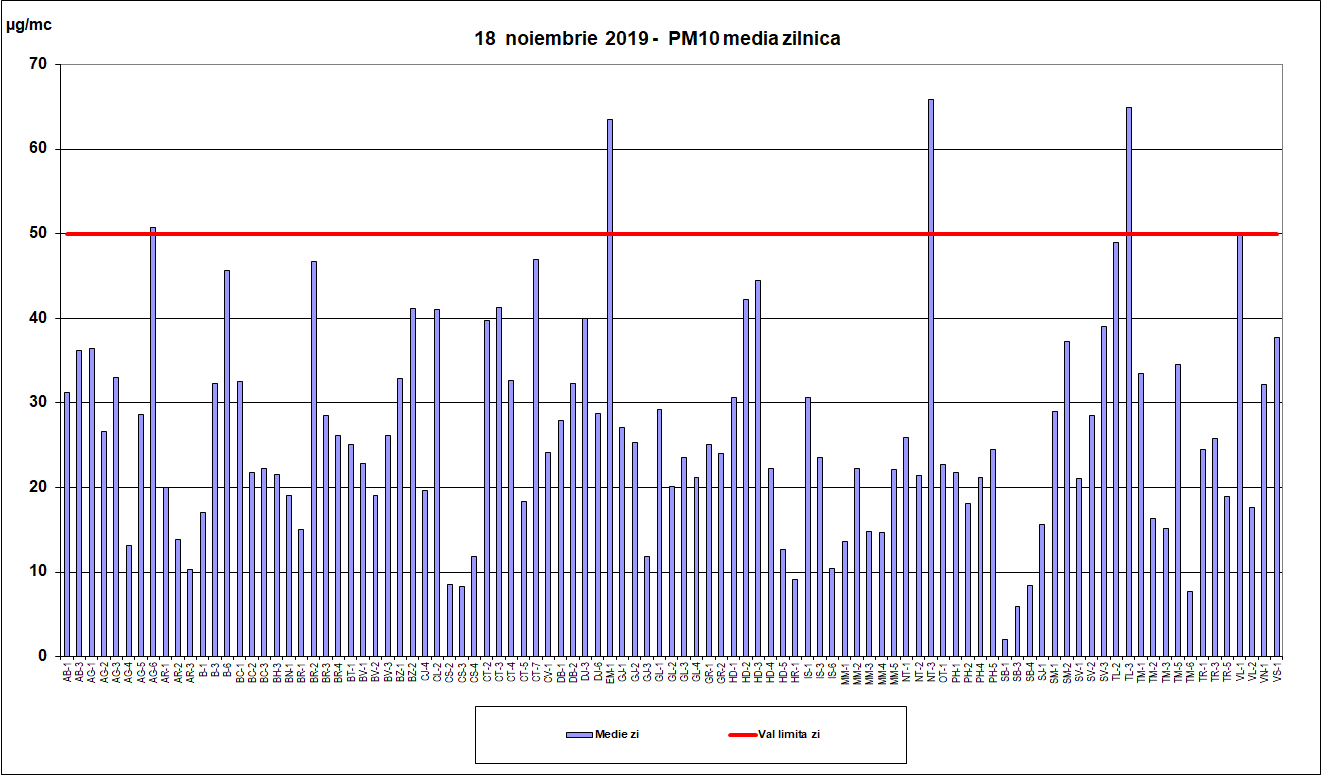 µg/mc
18 noiembrie 2019 - PM10 media zilnica
70
60
50
40
30
20
10
0
AB-1 AB-3 AG-1 AG-2 AG-3 AG-4 AG-5 AG-6 AR-1 AR-2 AR-3 B-1 B-3 B-6 BC-1 BC-2 BC-3 BH-3 BN-1 BR-1 BR-2 BR-3 BR-4 BT-1 BV-1 BV-2 BV-3 BZ-1 BZ-2 CJ-4 CL-2 CS-2 CS-3 CS-4 CT-2 CT-3 CT-4 CT-5 CT-7 CV-1 DB-1 DB-2 DJ-3 DJ-6 EM-1 GJ-1 GJ-2 GJ-3 GL-1 GL-2 GL-3 GL-4 GR-1 GR-2 HD-1 HD-2 HD-3 HD-4 HD-5 HR-1 IS-1 IS-3 IS-6 MM-1 MM-2 MM-3 MM-4 MM-5 NT-1 NT-2 NT-3 OT-1 PH-1 PH-2 PH-4 PH-5 SB-1 SB-3 SB-4 SJ-1 SM-1 SM-2 SV-1 SV-2 SV-3 TL-2 TL-3 TM-1 TM-2 TM-3 TM-5 TM-6 TR-1 TR-3 TR-5 VL-1 VL-2 VN-1 VS-1
Medie zi
Val limita zi